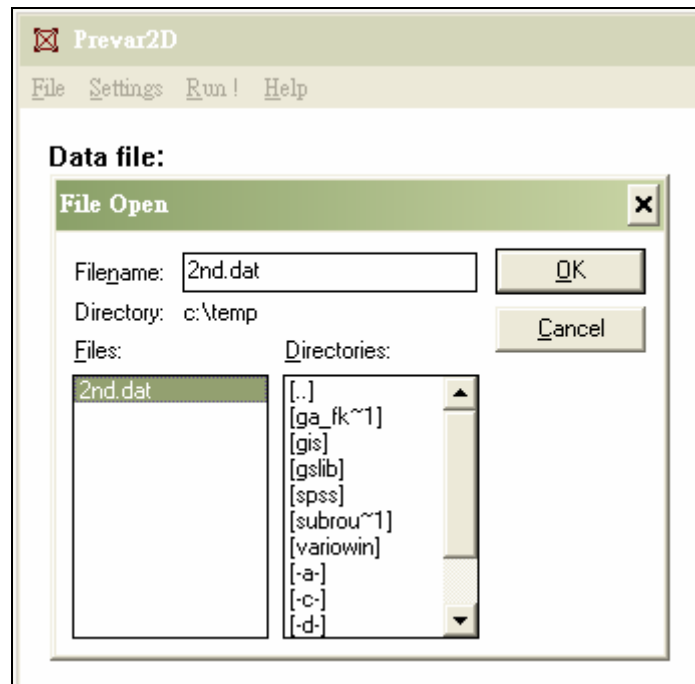 Prevar2D
File Settings Run! Help
Data file:
File Open
Filename: 2nd.dat
OK
Directory: c:\temp
Cancel
Files:
Directories:
2nd.dat
[..]
[ga_fk~1]
[gis]
[gslib]
[spss]
[subrou~1]
[variowin]
[-a-]
[-c-]
[-d-]